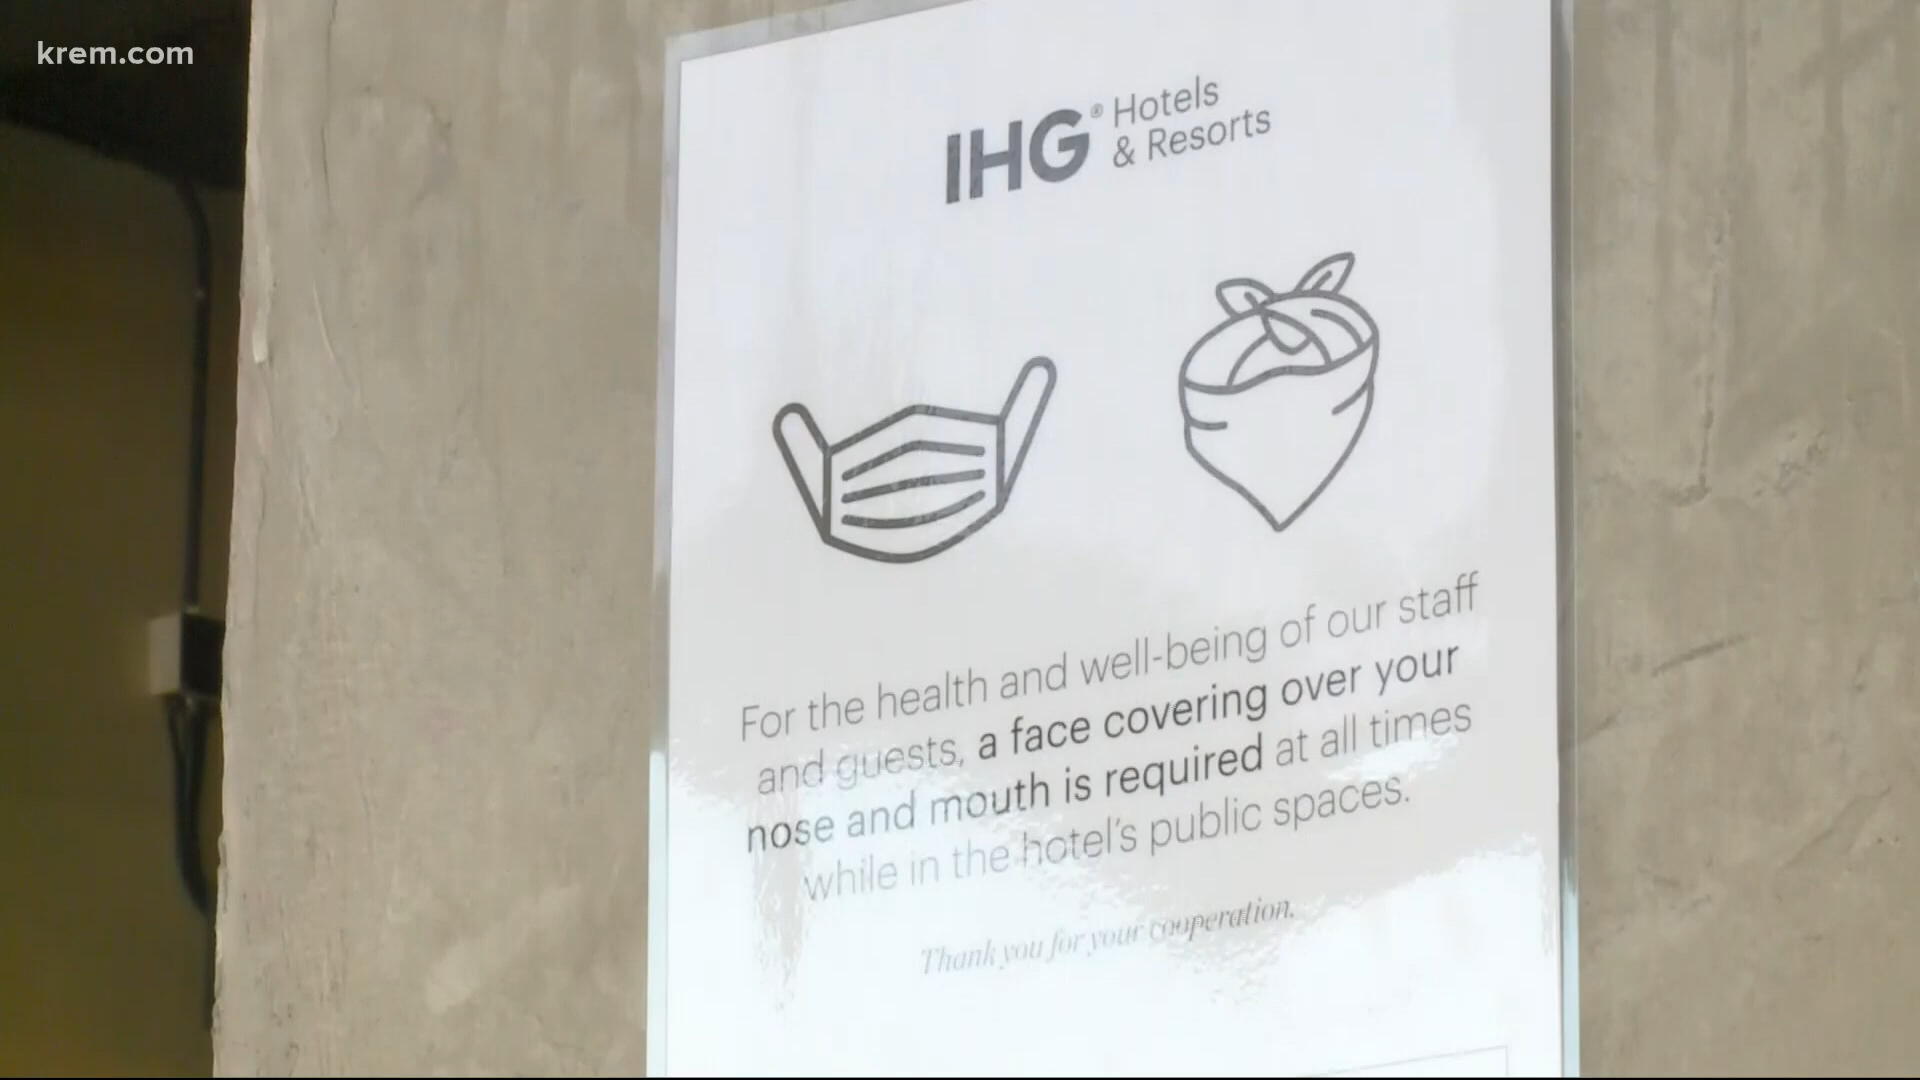 krem.com
IHG® Hotels
& Resorts
For the health and well-being of our staff
and guests, a face covering over your
nose and mouth is required at all times
while in the hotel's public spaces.
Thank you for your cooperation.